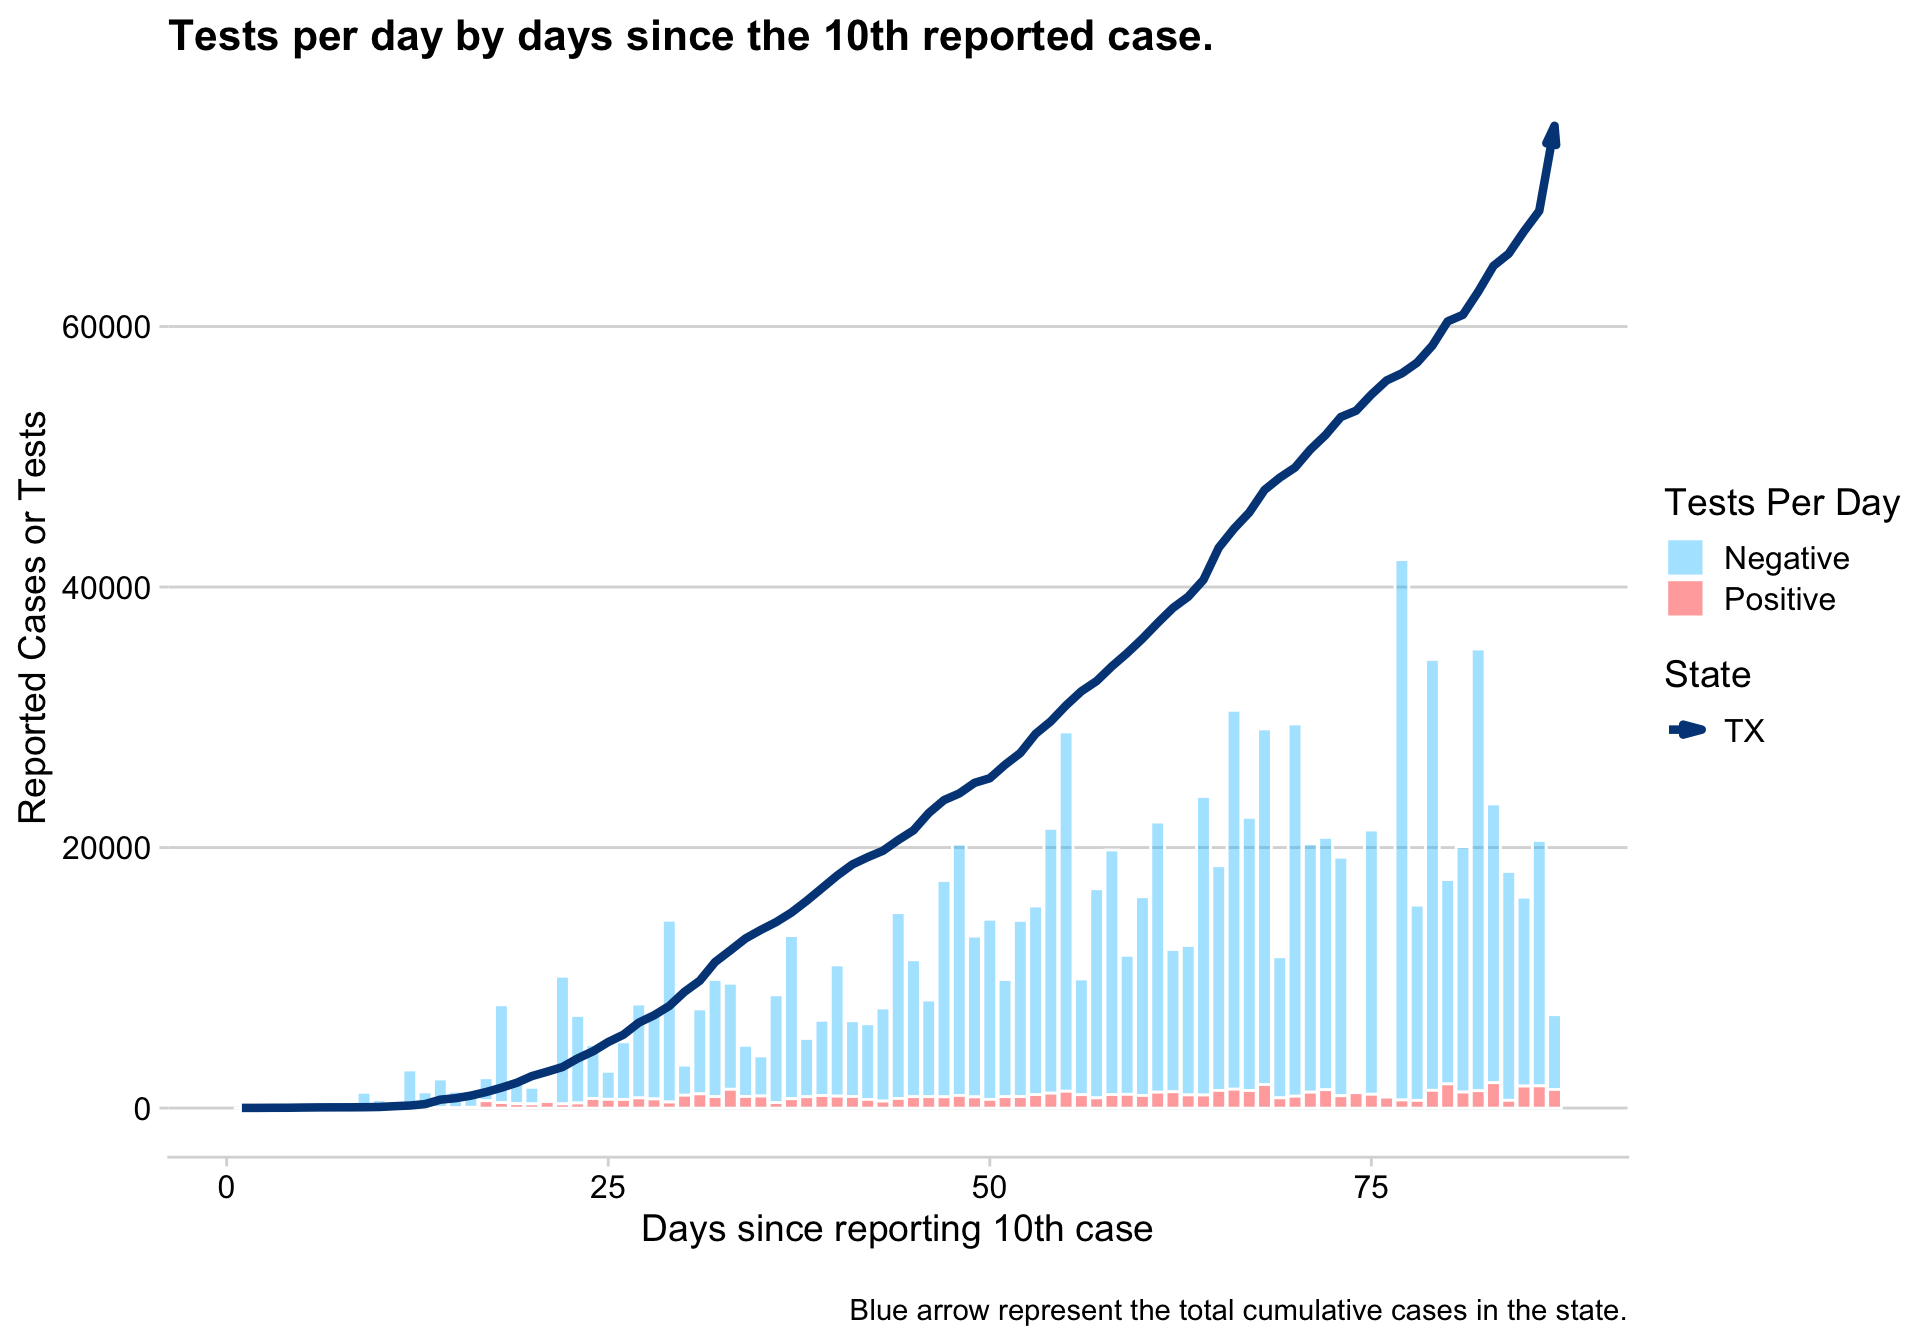 Tests per day by days since the 10th reported case.
Reported Cases or Tests
60000
40000
20000
0
0
25
50
75
Days since reporting 10th case
Tests Per Day
Negative
Positive
State
TX
Blue arrow represent the total cumulative cases in the state.